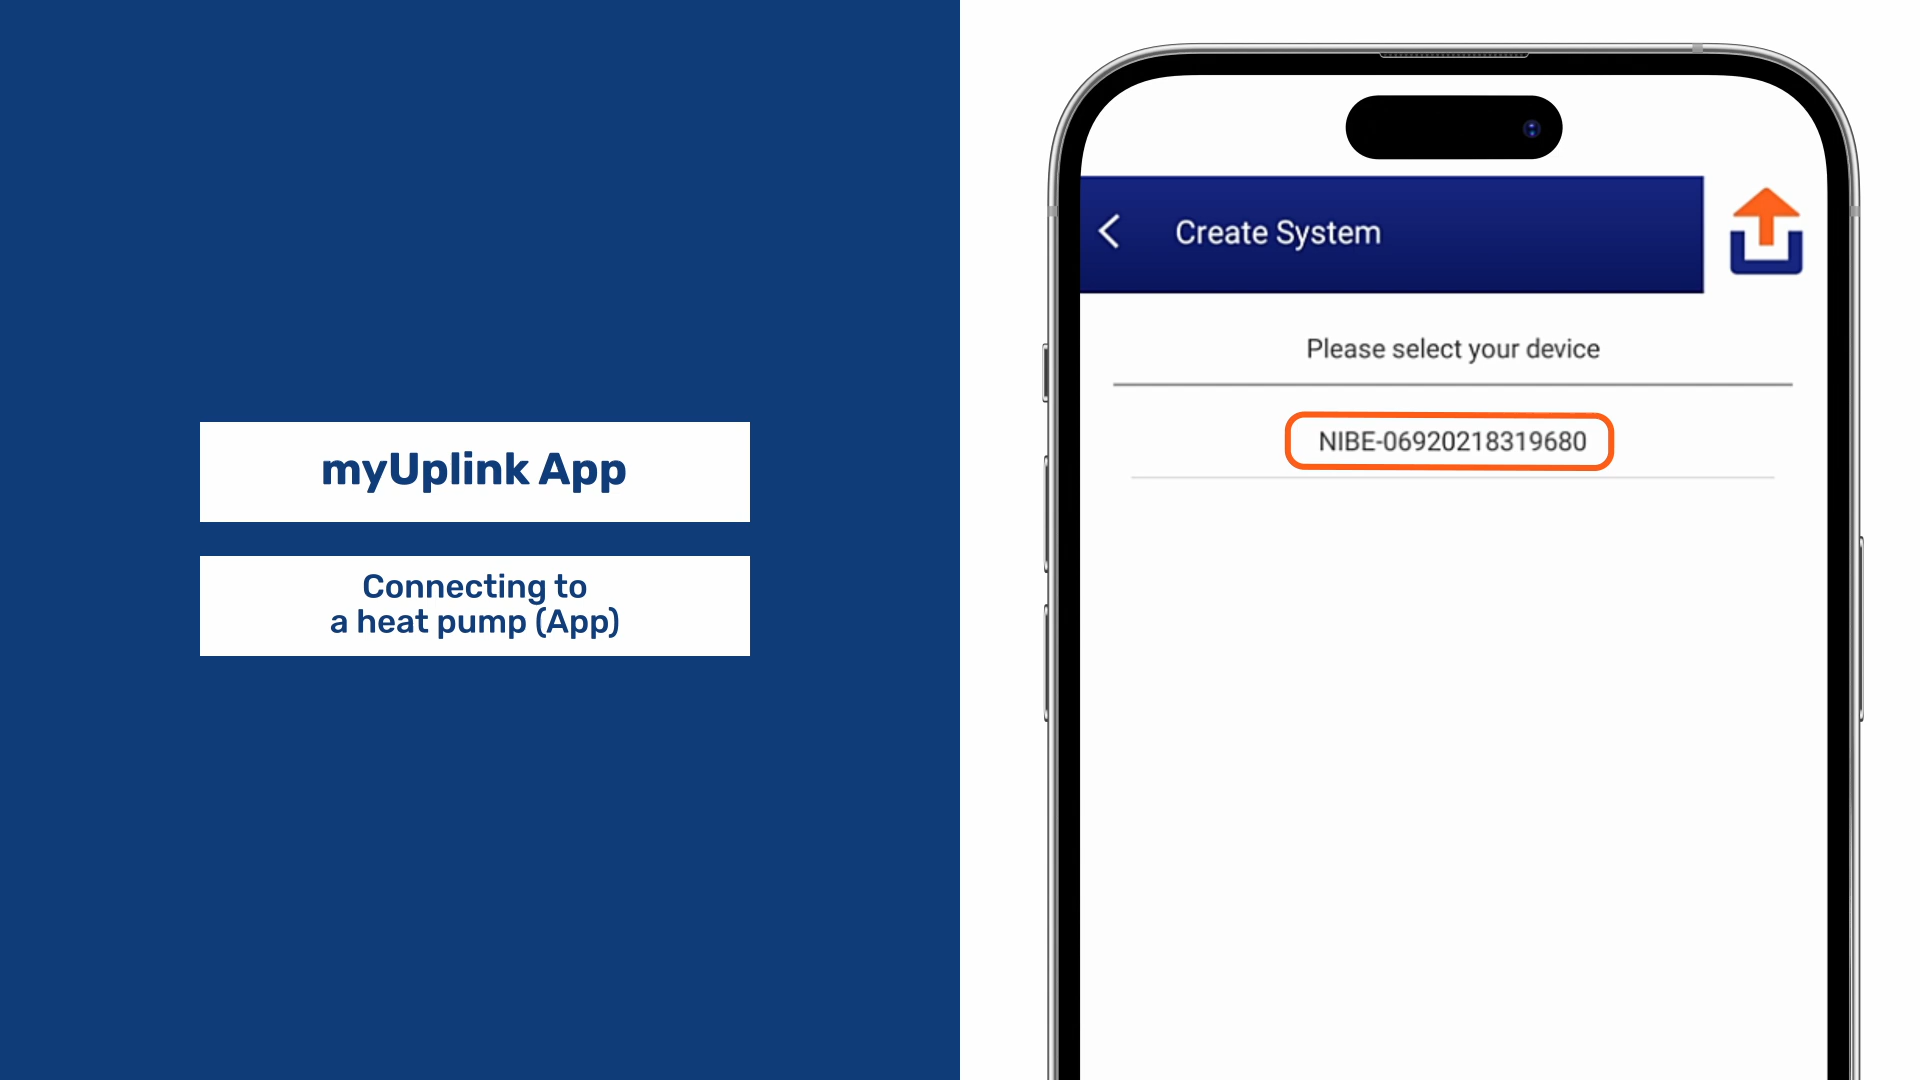 myUplink App
Connecting to
a heat pump (App)
Create System
Please select your device
NIBE-06920218319680